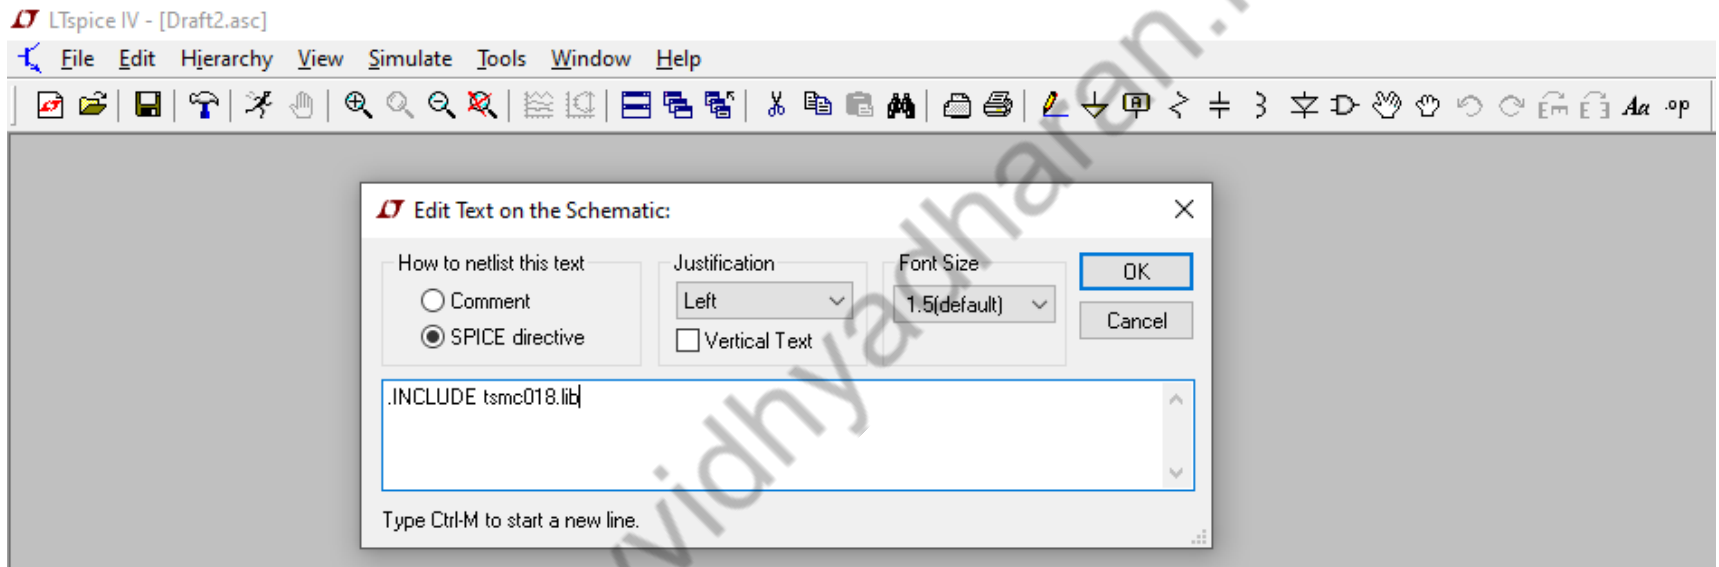 LTspice IV - [Draft2.asc]
File Edit Hierarchy View Simulate Tools Window Help
Aa .op
Edit Text on the Schematic:
How to netlist this text
Comment
SPICE directive
Justification
Left
Vertical Text
Font Size
1.5(default)
OK
Cancel
.INCLUDE tsmc018.lib
Type Ctrl-M to start a new line.
vidhyadharan.